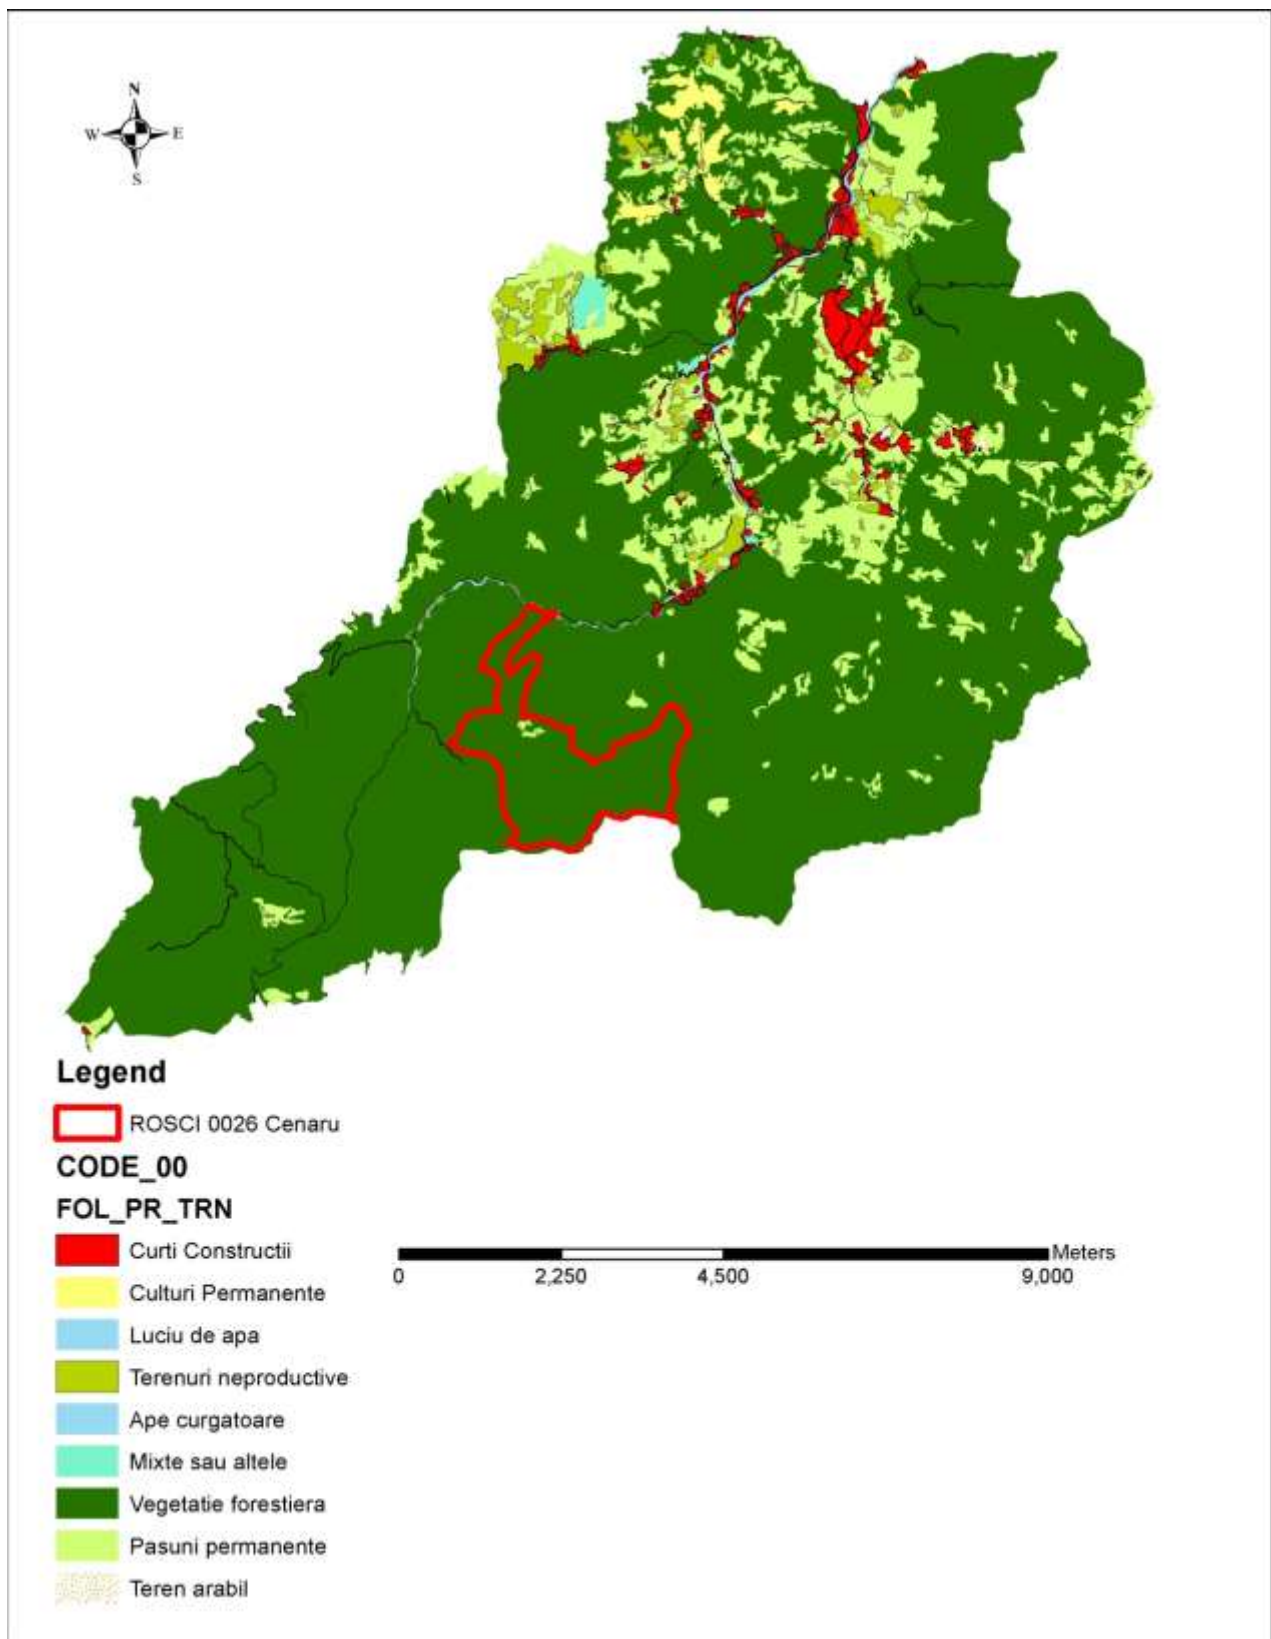 N
W E
S
Legend
ROSCI 0026 Cenaru
CODE_00
FOL_PR_TRN
Curti Constructii
Culturi Permanente
Luciu de apa
Terenuri neproductive
Ape curgatoare
Mixte sau altele
Vegetatie forestiera
Pasuni permanente
Teren arabil
Meters
0 2,250 4,500 9,000